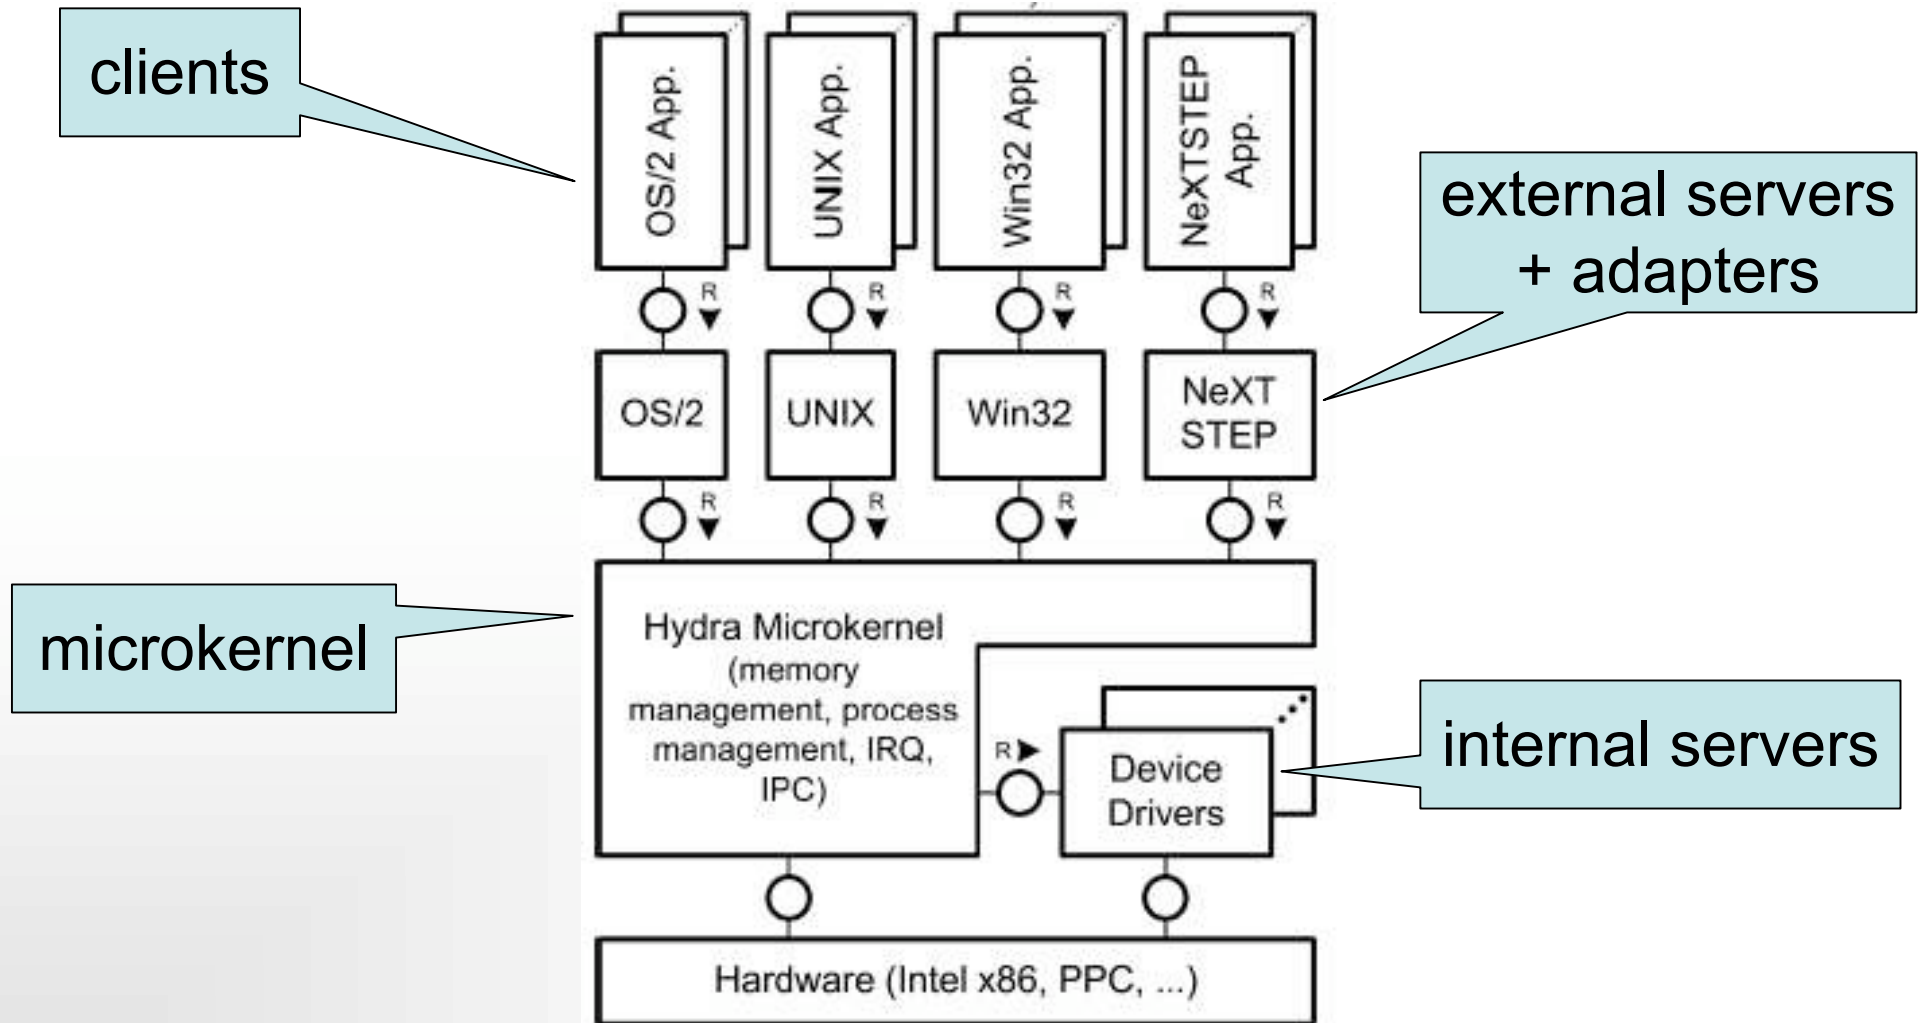 clients
OS/2 App.
UNIX App.
Win32 App.
NeXTSTEP
App.
external servers
+ adapters
R
R
R
R
OS/2
UNIX
Win32
NeXT
STEP
R
R
R
R
microkernel
Hydra Microkernel
(memory
management, process
management, IRQ,
IPC)
R
Device
Drivers
internal servers
Hardware (Intel x86, PPC, ...)